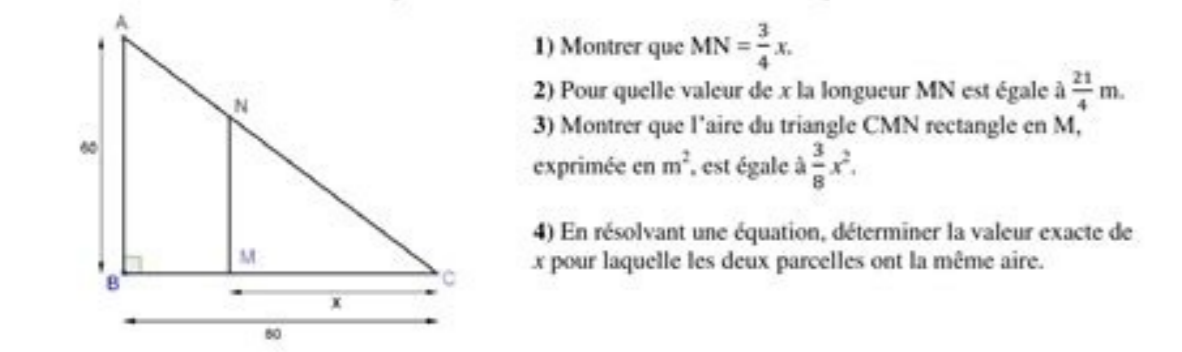 A
N
60
M
B
C
x
80
1) Montrer que MN = 3/4 x.
2) Pour quelle valeur de x la longueur MN est égale à 21/4 m.
3) Montrer que l'aire du triangle CMN rectangle en M,
exprimée en m², est égale à 3/8 x².
4) En résolvant une équation, déterminer la valeur exacte de
x pour laquelle les deux parcelles ont la même aire.